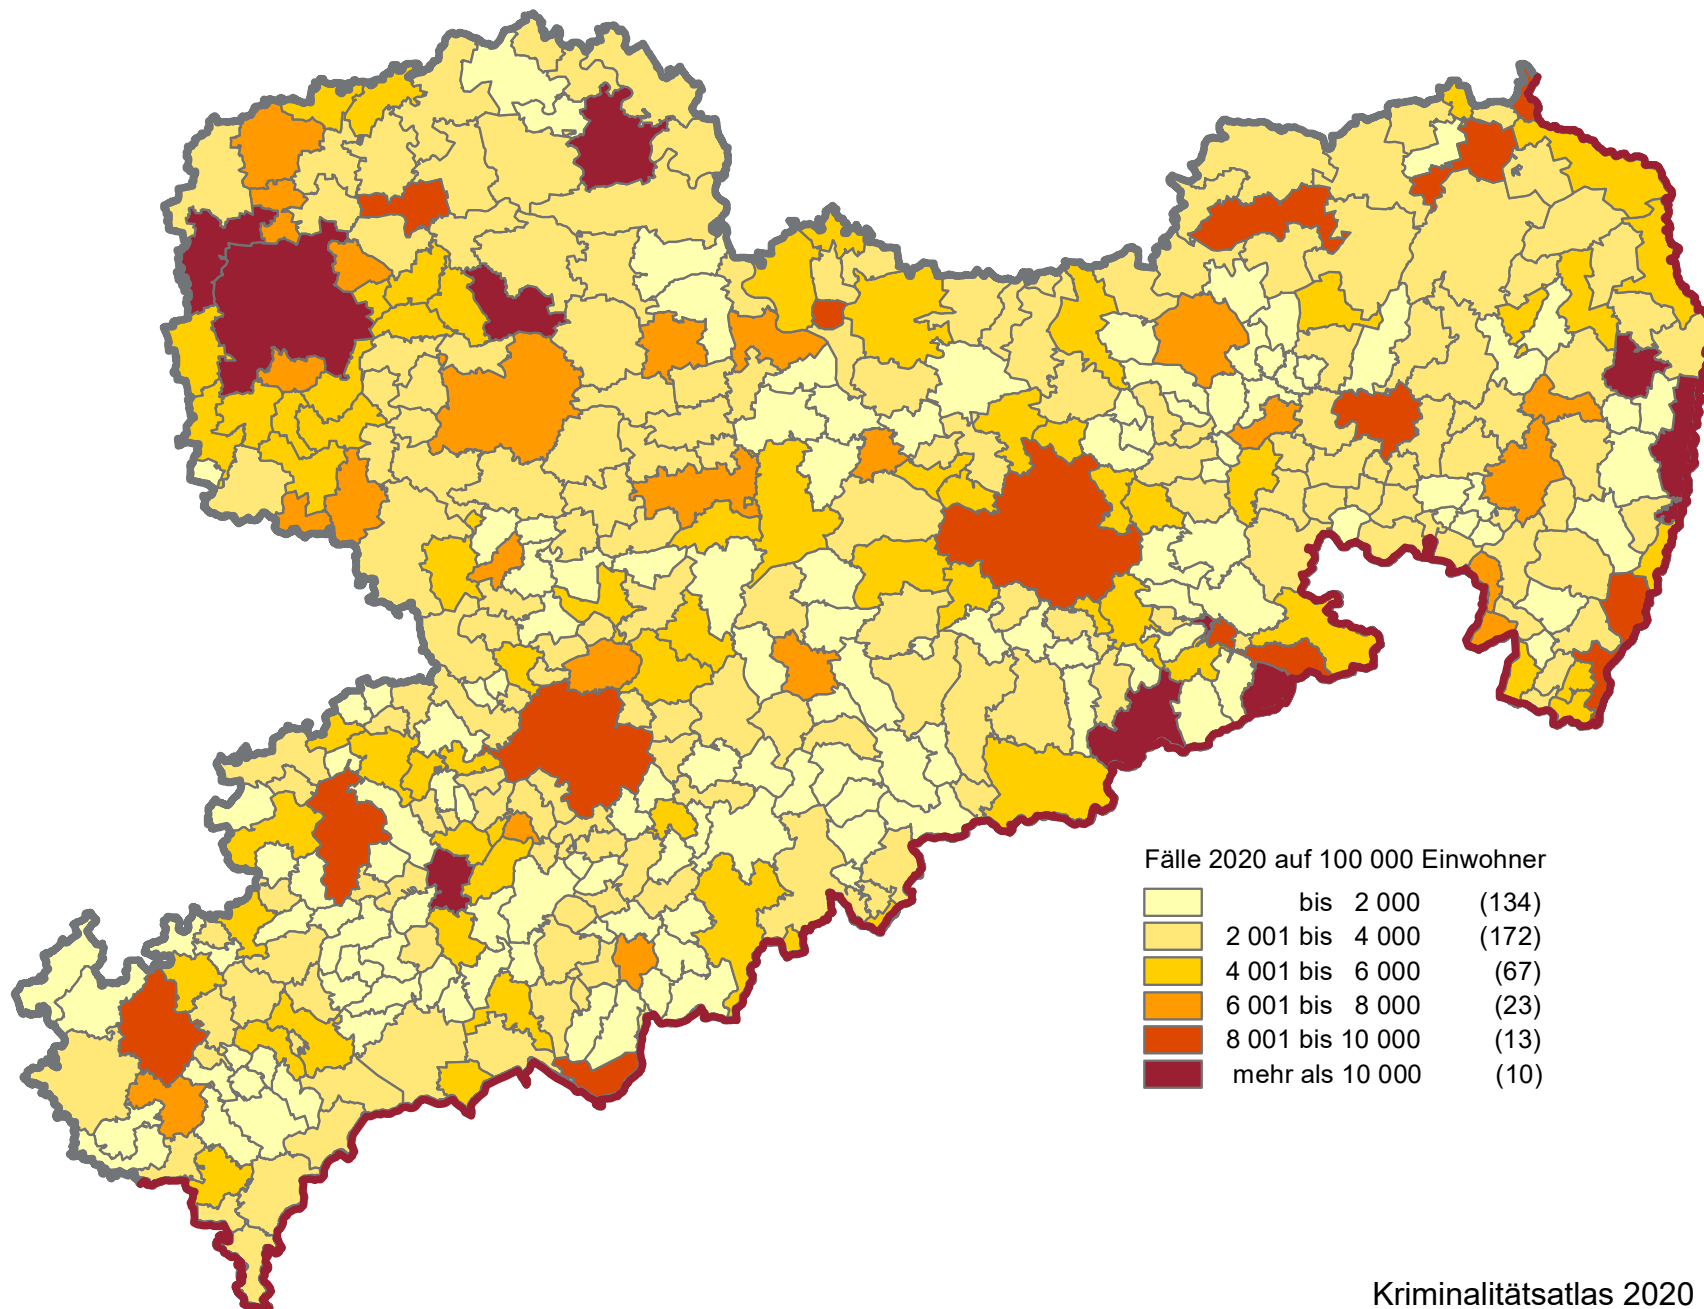 Fälle 2020 auf 100 000 Einwohner
bis 2 000 (134)
2 001 bis 4 000 (172)
4 001 bis 6 000 (67)
6 001 bis 8 000 (23)
8 001 bis 10 000 (13)
mehr als 10 000 (10)
Kriminalitätsatlas 2020